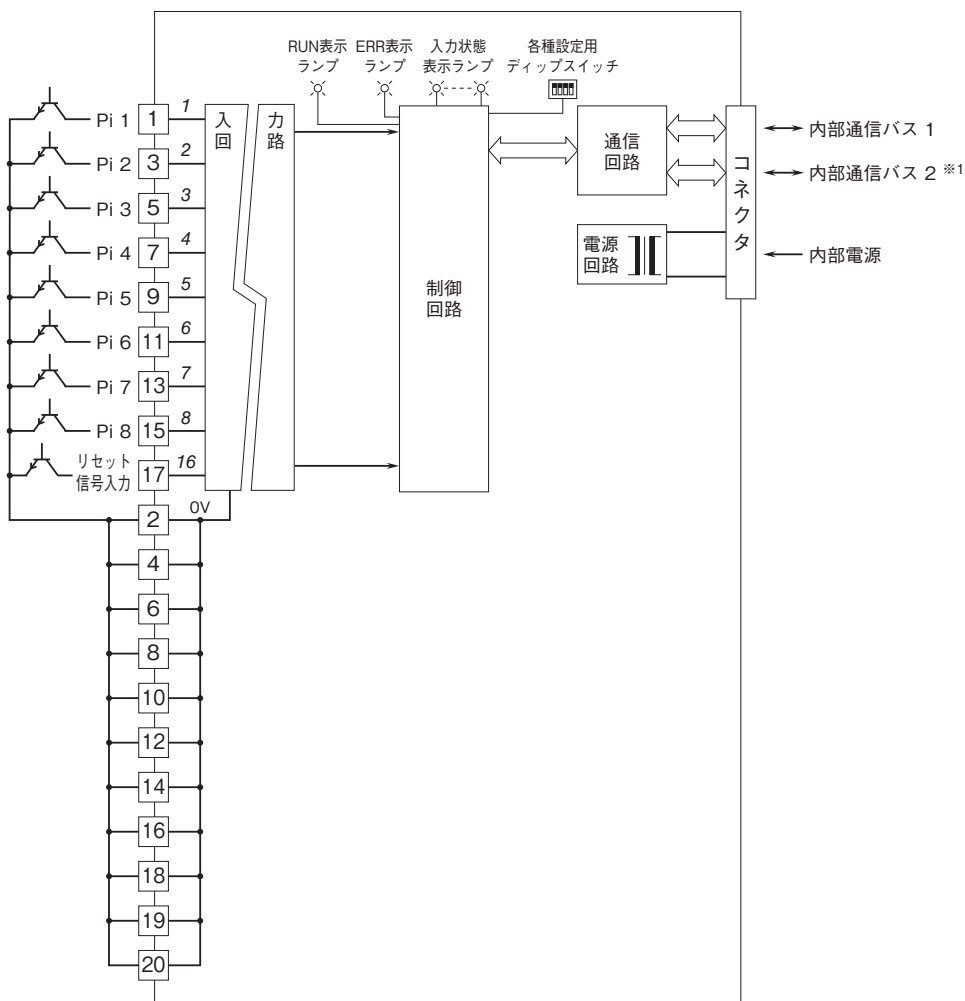 RUN表示
ランプ
ERR表示
ランプ
入力状態
表示ランプ
各種設定用
ディップスイッチ
Pi 1 1 1
Pi 2 3 2
Pi 3 5 3
Pi 4 7 4
Pi 5 9 5
Pi 6 11 6
Pi 7 13 7
Pi 8 15 8
リセット
信号入力 17 16
2 0V
4
6
8
10
12
14
16
18
19
20
入力
回路
制御
回路
通信
回路
電源
回路
コネクタ
内部通信バス 1
内部通信バス 2 ※1
内部電源